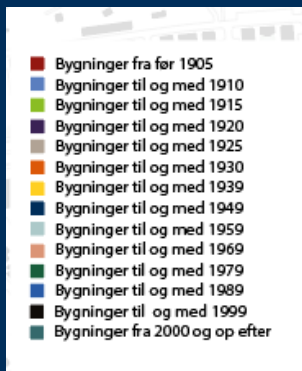 Bygninger fra før 1905
Bygninger til og med 1910
Bygninger til og med 1915
Bygninger til og med 1920
Bygninger til og med 1925
Bygninger til og med 1930
Bygninger til og med 1939
Bygninger til og med 1949
Bygninger til og med 1959
Bygninger til og med 1969
Bygninger til og med 1979
Bygninger til og med 1989
Bygninger til og med 1999
Bygninger fra 2000 og op efter